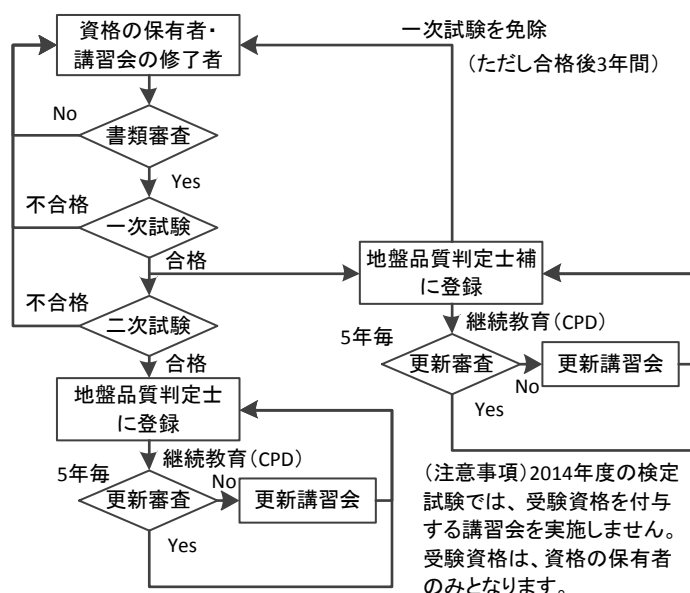 資格の保有者・
講習会の修了者
一次試験を免除
（ただし合格後3年間）
No
書類審査
Yes
不合格
一次試験
合格
地盤品質判定士補
に登録
不合格
二次試験
継続教育（CPD）
5年毎
更新審査
No
更新講習会
Yes
合格
地盤品質判定士
に登録
継続教育（CPD）
5年毎
更新審査
No
更新講習会
Yes
（注意事項）2014年度の検定
試験では、受験資格を付与
する講習会を実施しません。
受験資格は、資格の保有者
のみとなります。